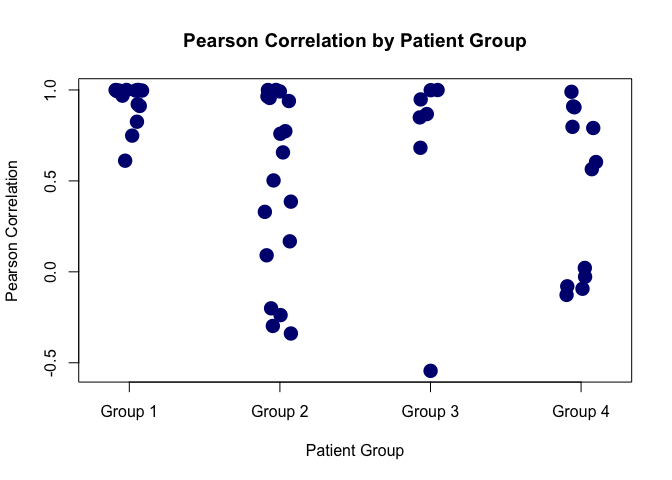 Pearson Correlation by Patient Group
Pearson Correlation
1.0
0.5
0.0
-0.5
Group 1
Group 2
Group 3
Group 4
Patient Group